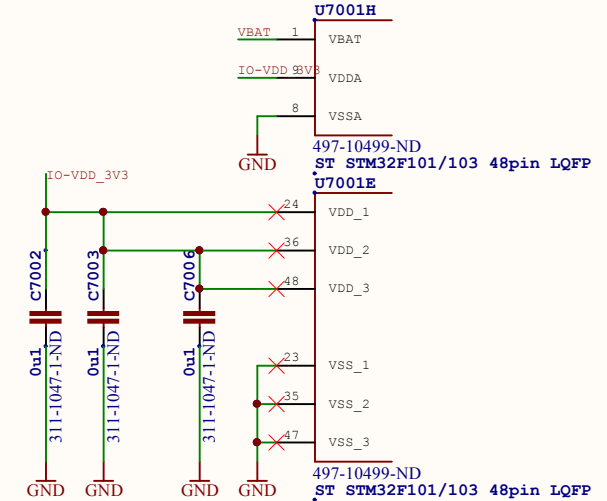 U7001H
VBAT 1 VBAT
IO-VDD_3V3 9 VDDA
8 VSSA
GND
497-10499-ND
ST STM32F101/103 48pin LQFP
IO-VDD_3V3
U7001E
24 VDD_1
36 VDD_2
48 VDD_3
C7002
C7003
C7006
0u1
311-1047-1-ND
0u1
311-1047-1-ND
0u1
311-1047-1-ND
23 VSS_1
35 VSS_2
47 VSS_3
GND GND GND GND
497-10499-ND
ST STM32F101/103 48pin LQFP